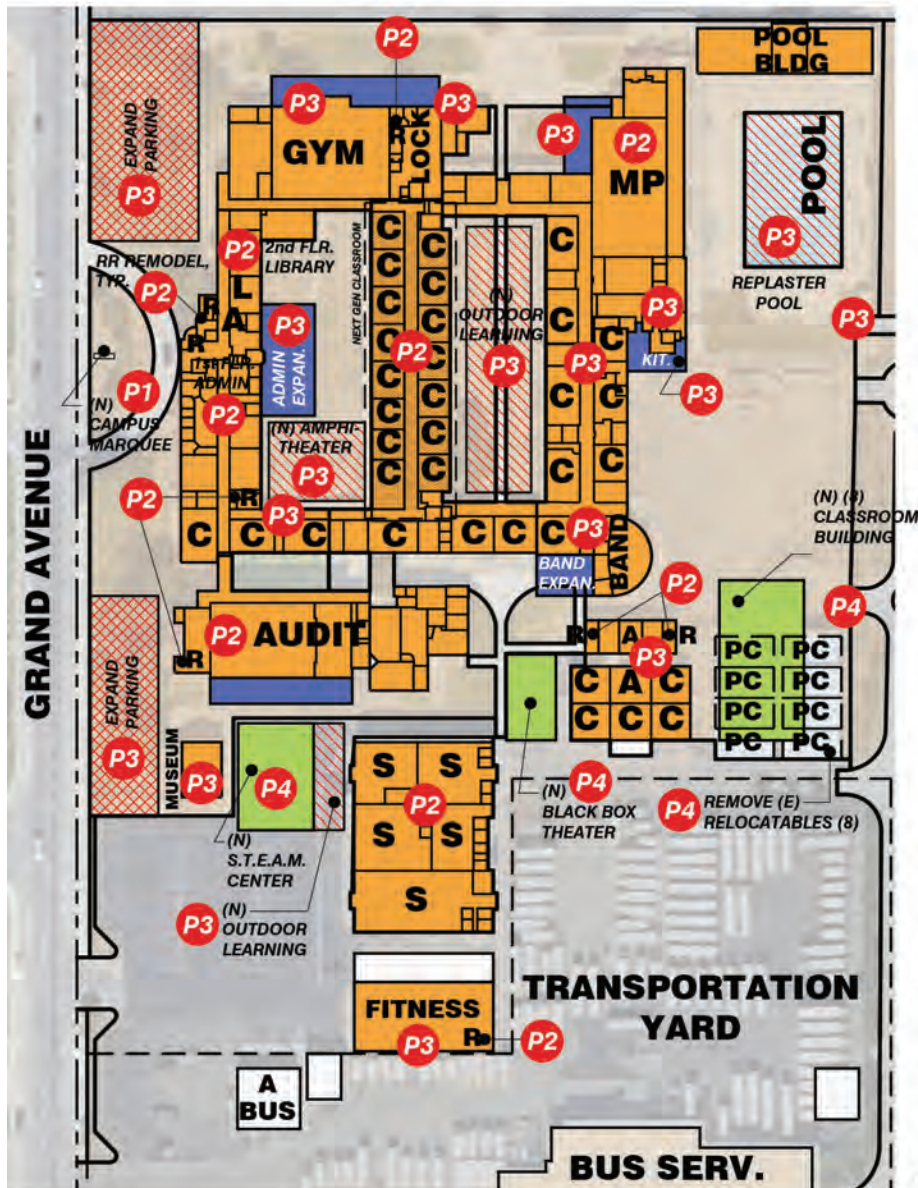 P2
POOL
BLDG
P3
P3
R
LOCK
GYM
P3
P2
MP
EXPAND
PARKING
P3
POOL
P3
REPLASTER
POOL
P2
2nd FLR.
LIBRARY
RR REMODEL,
TYP.
P2
R
R
L
A
1st FLR.
ADMIN
P2
P3
ADMIN
EXPAN.
NEXT GEN CLASSROOM
C
C
C
C
C
C
C
C
P2
C
C
C
C
C
C
C
(N)
OUTDOOR
LEARNING
P3
C
C
C
C
C
C
P3
C
C
C
P3
KIT.
P3
P3
P1
(N)
CAMPUS
MARQUEE
GRAND AVENUE
(N) AMPHI-
THEATER
P3
P2
R
P3
C
C
C
C
C
C
C
C
P3
BAND
BAND
EXPAN.
(N) (8)
CLASSROOM
BUILDING
P4
P2
R
A
R
P3
C
A
C
C
C
C
PC
PC
PC
PC
PC
PC
PC
PC
P2
AUDIT
R
EXPAND
PARKING
P3
MUSEUM
P3
P4
(N)
S.T.E.A.M.
CENTER
P3
(N)
OUTDOOR
LEARNING
S
S
P2
S
S
S
P4
(N)
BLACK BOX
THEATER
P4
REMOVE (E)
RELOCATABLES (8)
FITNESS
R
P3
P2
TRANSPORTATION
YARD
A
BUS
BUS SERV.